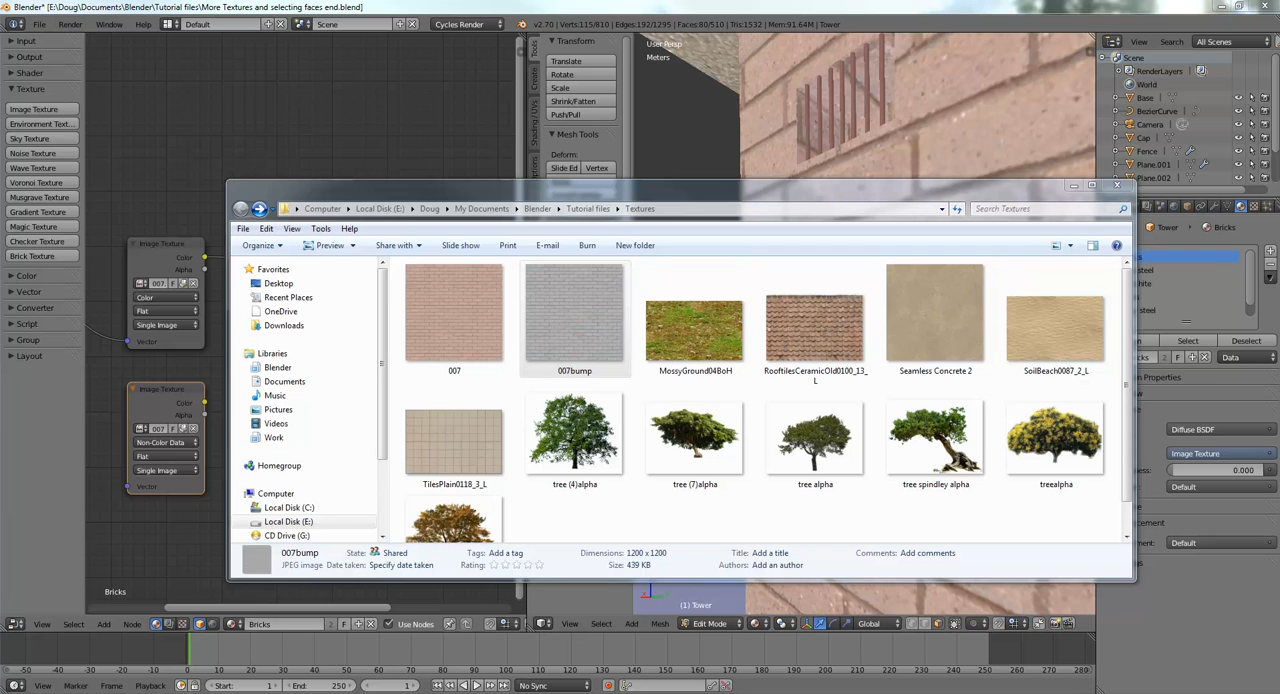 Blender* [E:\Doug\Documents\Blender\Tutorial files\More Textures and selecting faces end.blend]
File Render Window Help Default Scene Cycles Render v2.70 | Verts:115/810 | Edges:192/1295 | Faces:80/510 | Tris:1532 | Mem:91.64M | Tower
Input
Output
Shader
Texture
Image Texture
Environment Text...
Sky Texture
Noise Texture
Wave Texture
Voronoi Texture
Musgrave Texture
Gradient Texture
Magic Texture
Checker Texture
Brick Texture
Color
Vector
Converter
Script
Group
Layout
Image Texture
Color
Alpha
007. F
Color
Flat
Single Image
Vector
Image Texture
Color
Alpha
007 F
Non-Color Data
Flat
Single Image
Vector
Bricks
Tools
Create
Shading / UVs
Options
Transform
Translate
Rotate
Scale
Shrink/Fatten
Push/Pull
Mesh Tools
Deform:
Slide Ed Vertex
User Persp
Meters
View Search All Scenes
Scene
RenderLayers
World
Base
BezierCurve
Camera
Cap
Fence
Plane.001
Plane.002
Tower Bricks
Select Deselect
2 F Data
Diffuse BSDF
Image Texture
0.000
Default
Default
Computer Local Disk (E:) Doug My Documents Blender Tutorial files Textures Search Textures
File Edit View Tools Help
Organize Preview Share with Slide show Print E-mail Burn New folder
Favorites
Desktop
Recent Places
OneDrive
Downloads
Libraries
Blender
Documents
Music
Pictures
Videos
Work
Homegroup
Computer
Local Disk (C:)
Local Disk (E:)
CD Drive (G:)
007 007bump MossyGround04BoH RooftilesCeramicOld0100_13_L Seamless Concrete 2 SoilBeach0087_2_L
TilesPlain0118_3_L tree (4)alpha tree (7)alpha tree alpha tree spindley alpha treealpha
007bump State: Shared Tags: Add a tag Dimensions: 1200 x 1200 Title: Add a title Comments: Add comments
JPEG image Date taken: Specify date taken Rating: Size: 439 KB Authors: Add an author
(1) Tower
View Select Add Node Bricks 2 F Use Nodes
View Select Add Mesh Edit Mode Global
-50 -40 -30 -20 -10 0 10 20 30 40 50 60 70 80 90 100 110 120 130 140 150 160 170 180 190 200 210 220 230 240 250 260 270 280
View Marker Frame Playback Start: 1 End: 250 1 No Sync